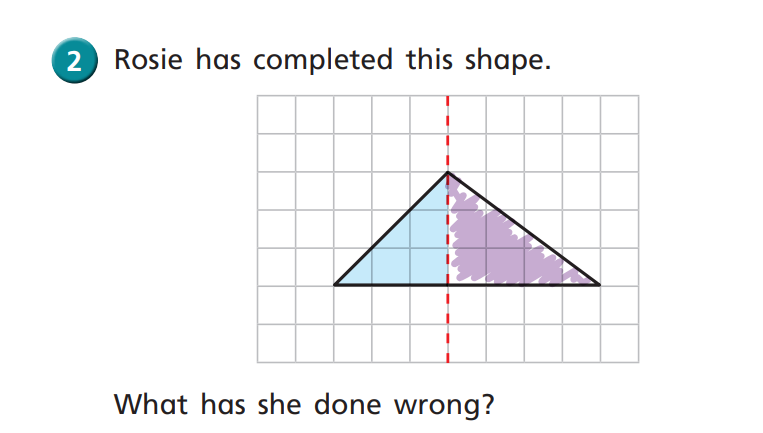 2 Rosie has completed this shape.
What has she done wrong?